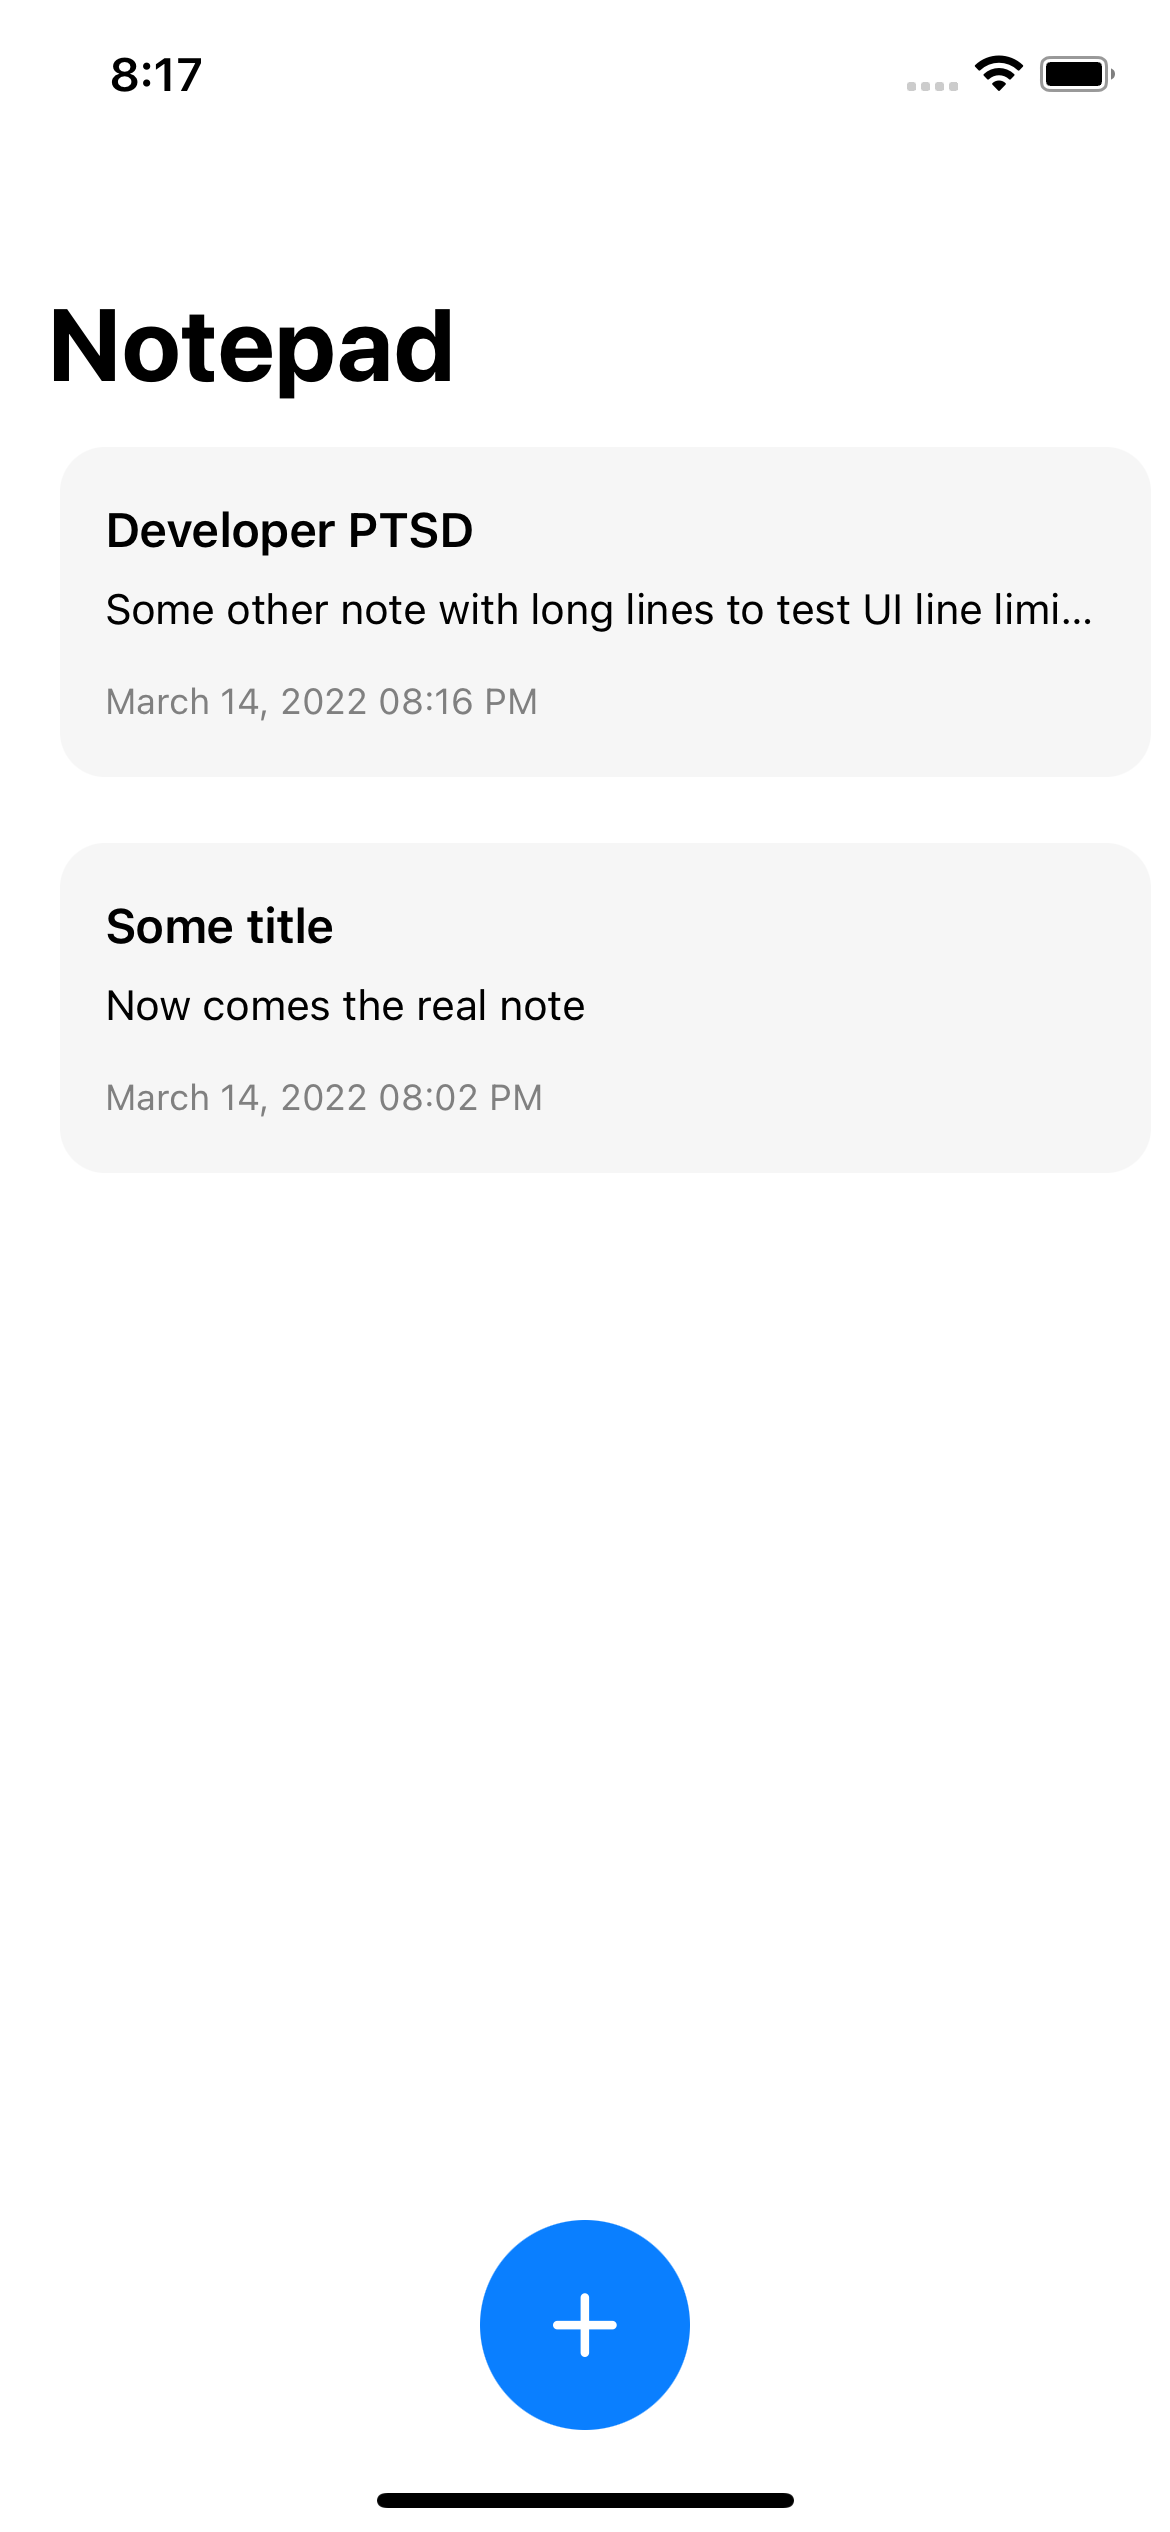 8:17
Notepad
Developer PTSD
Some other note with long lines to test UI line limi...
March 14, 2022 08:16 PM
Some title
Now comes the real note
March 14, 2022 08:02 PM